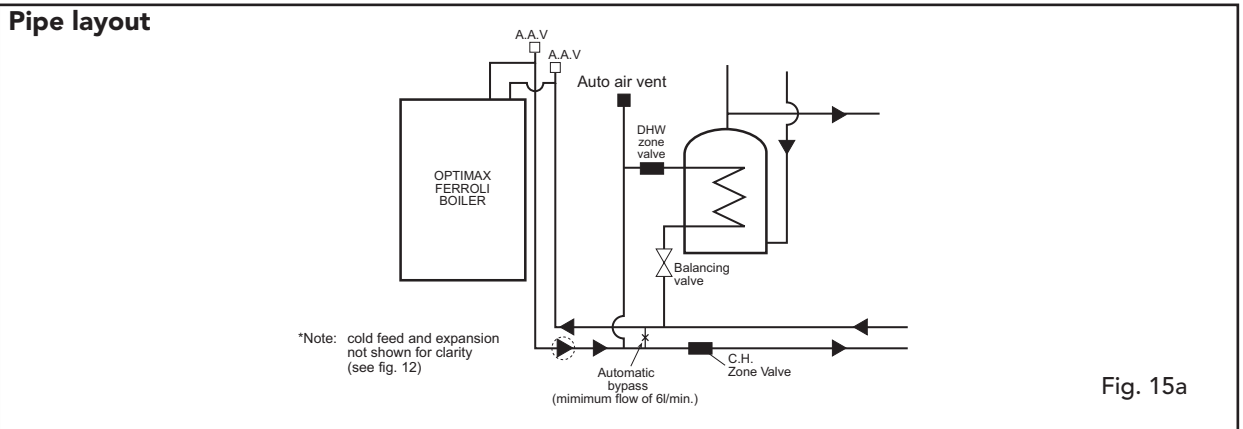 Pipe layout
A.A.V
A.A.V
Auto air vent
DHW
zone
valve
OPTIMAX
FERROLI
BOILER
Balancing
valve
*Note: cold feed and expansion
not shown for clarity
(see fig. 12)
C.H.
Zone Valve
Automatic
bypass
(mimimum flow of 6l/min.)
Fig. 15a